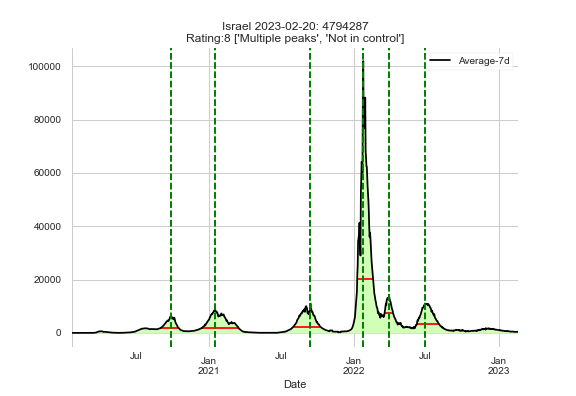 Israel 2023-02-20: 4794287
Rating:8 ['Multiple peaks', 'Not in control']
Average-7d
100000
80000
60000
40000
20000
0
Jul
Jan
2021
Jul
Jan
2022
Jul
Jan
2023
Date